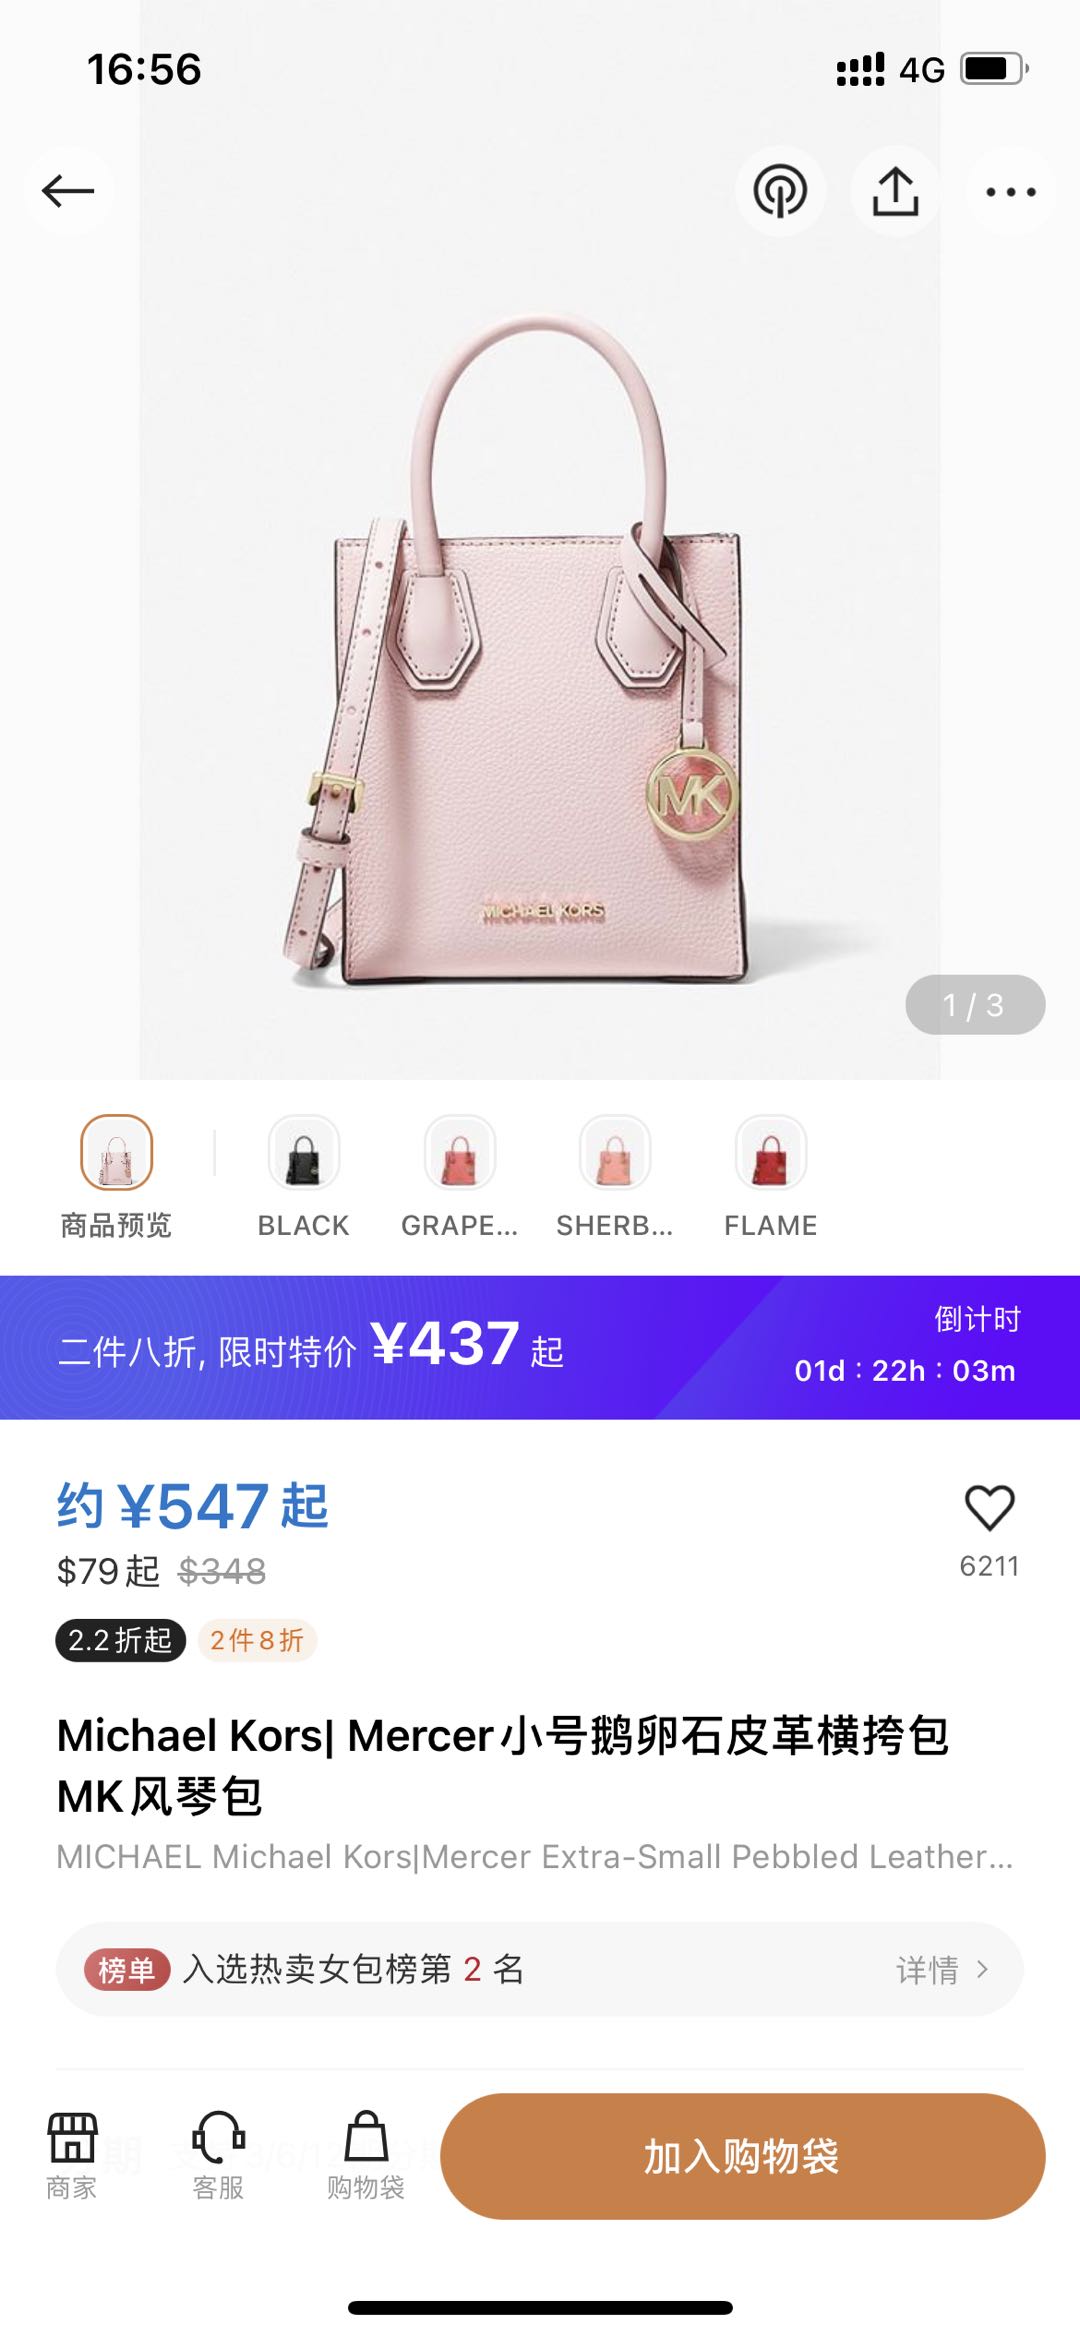 16:56
4G
MK
MICHAEL KORS
1 / 3
商品预览
BLACK
GRAPE...
SHERB...
FLAME
二件八折, 限时特价 ¥437 起
倒计时
01d : 22h : 03m
约 ¥547 起
$79起 $348
6211
2.2折起 2件8折
Michael Kors| Mercer小号鹅卵石皮革横挎包
MK风琴包
MICHAEL Michael Kors|Mercer Extra-Small Pebbled Leather...
榜单 入选热卖女包榜第 2 名
详情 >
商家
客服
购物袋
加入购物袋